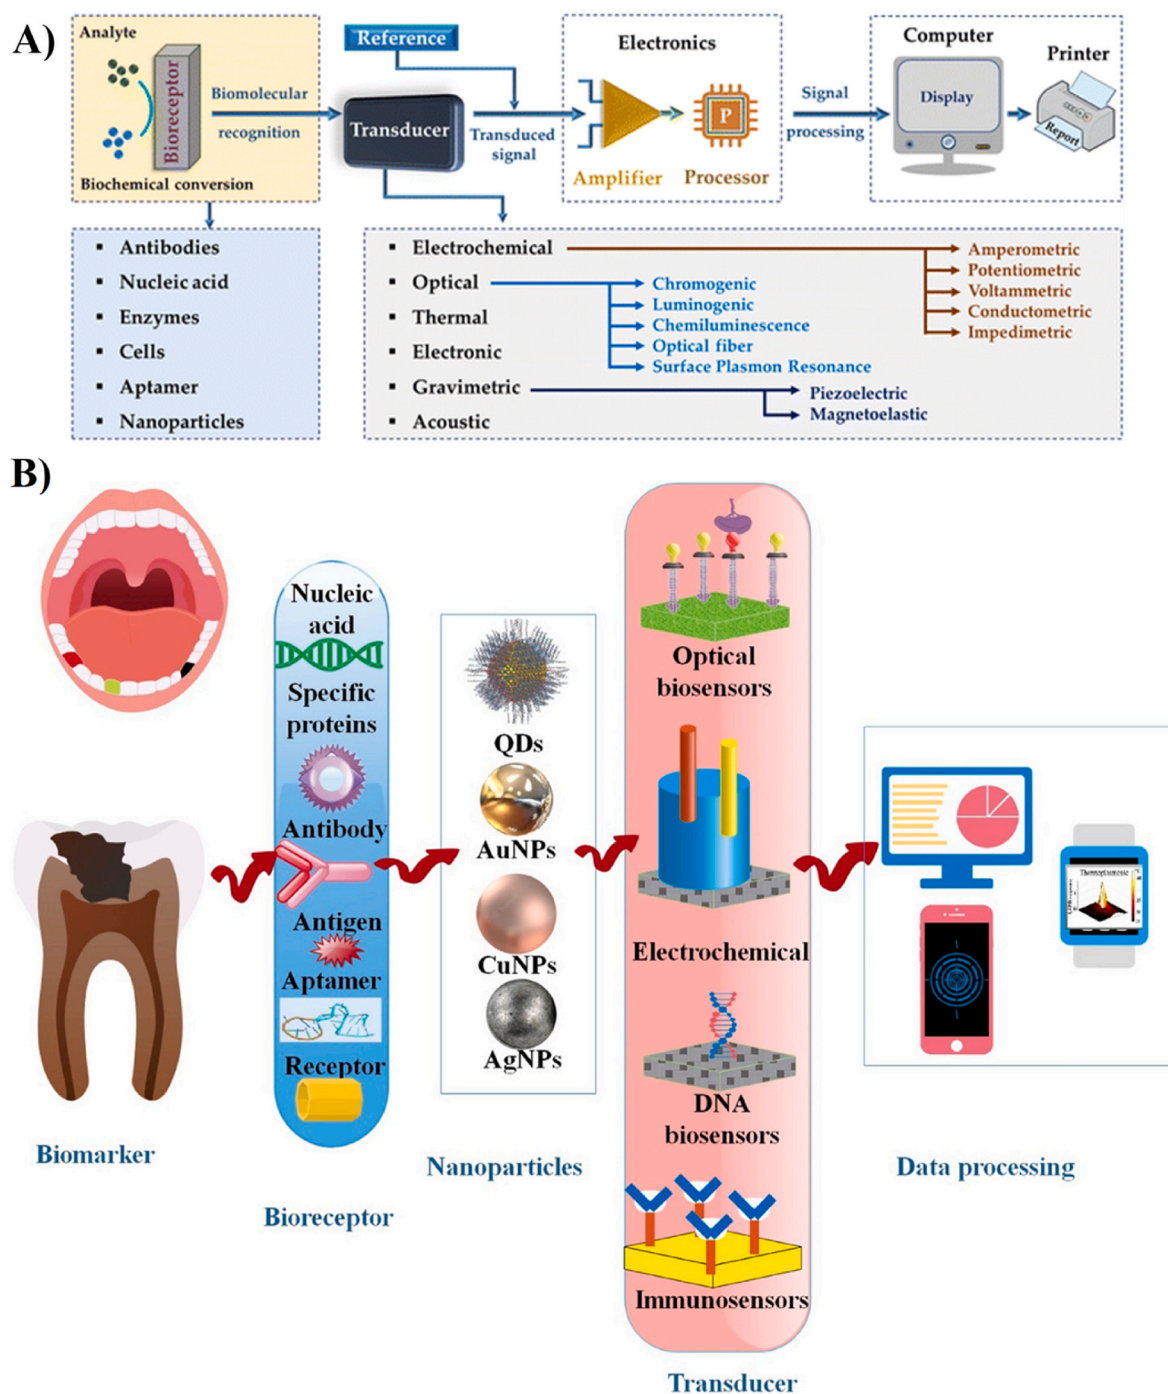 A)
Analyte
Bioreceptor
Biochemical conversion
Biomolecular
recognition
Reference
Transducer
Transduced
signal
Electronics
Amplifier
P
Processor
Signal
processing
Computer
Display
Printer
Report
▪ Antibodies
▪ Nucleic acid
▪ Enzymes
▪ Cells
▪ Aptamer
▪ Nanoparticles
▪ Electrochemical
▪ Optical
▪ Thermal
▪ Electronic
▪ Gravimetric
▪ Acoustic
Chromogenic
Luminogenic
Chemiluminescence
Optical fiber
Surface Plasmon Resonance
Amperometric
Potentiometric
Voltammetric
Conductometric
Impedimetric
Piezoelectric
Magnetoelastic
B)
Biomarker
Nucleic
acid
Specific
proteins
Antibody
Antigen
Aptamer
Receptor
Bioreceptor
QDs
AuNPs
CuNPs
AgNPs
Nanoparticles
Optical
biosensors
Electrochemical
DNA
biosensors
Immunosensors
Transducer
Thermoplasmonic
Data processing